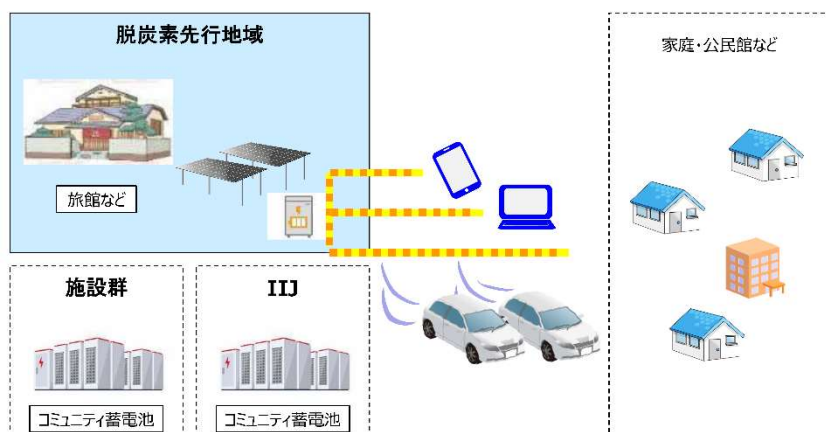 脱炭素先行地域
旅館など
家庭・公民館など
施設群
コミュニティ蓄電池
IIJ
コミュニティ蓄電池